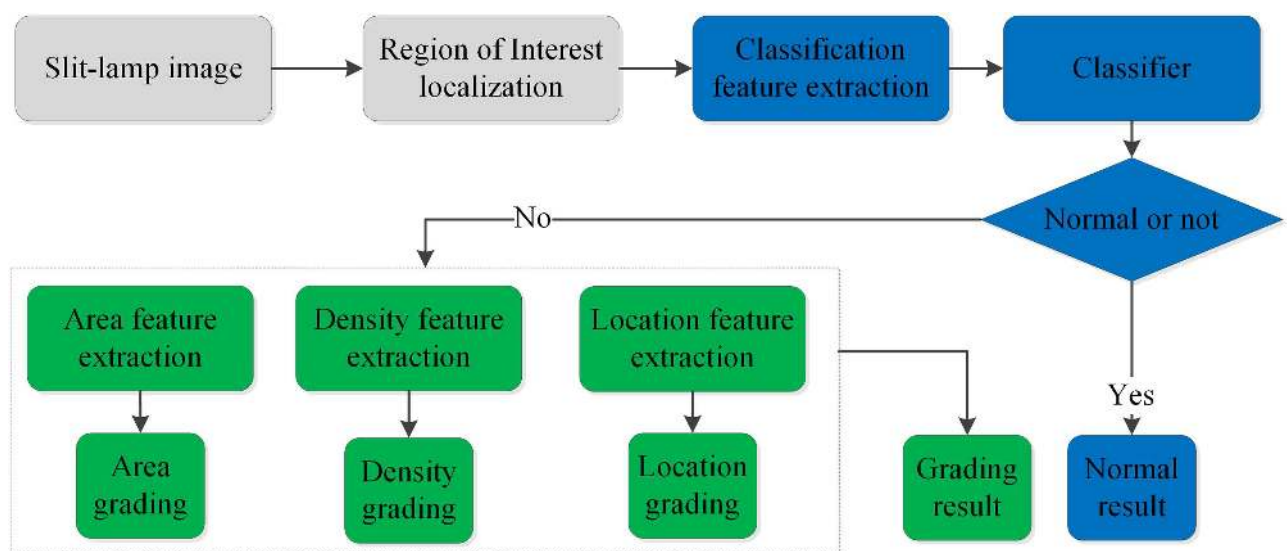 Slit-lamp image
Region of Interest
localization
Classification
feature extraction
Classifier
Normal or not
No
Yes
Area feature
extraction
Density feature
extraction
Location feature
extraction
Area
grading
Density
grading
Location
grading
Grading
result
Normal
result